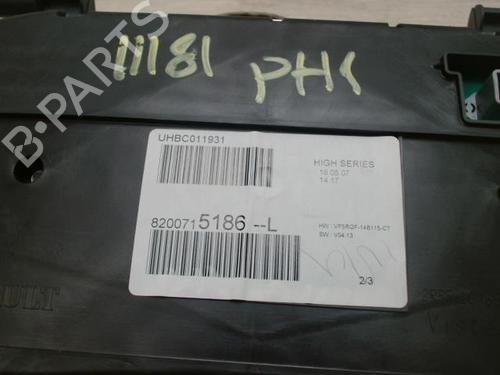 11181 PH1
B-PARTS
UHBC011931
HIGH SERIES
16.05.07
14:17
8200715186--L
HW : VP5RQF-14B115-CT
SW : V04.13
2/3